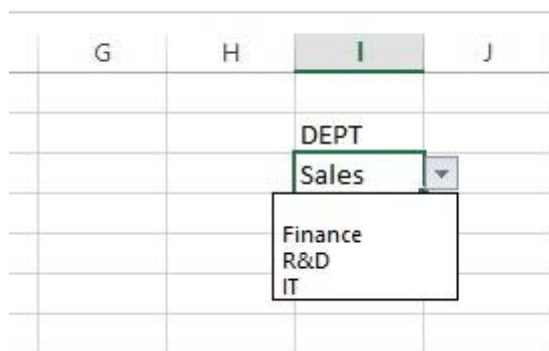 G H I J
DEPT
Sales
Finance
R&D
IT